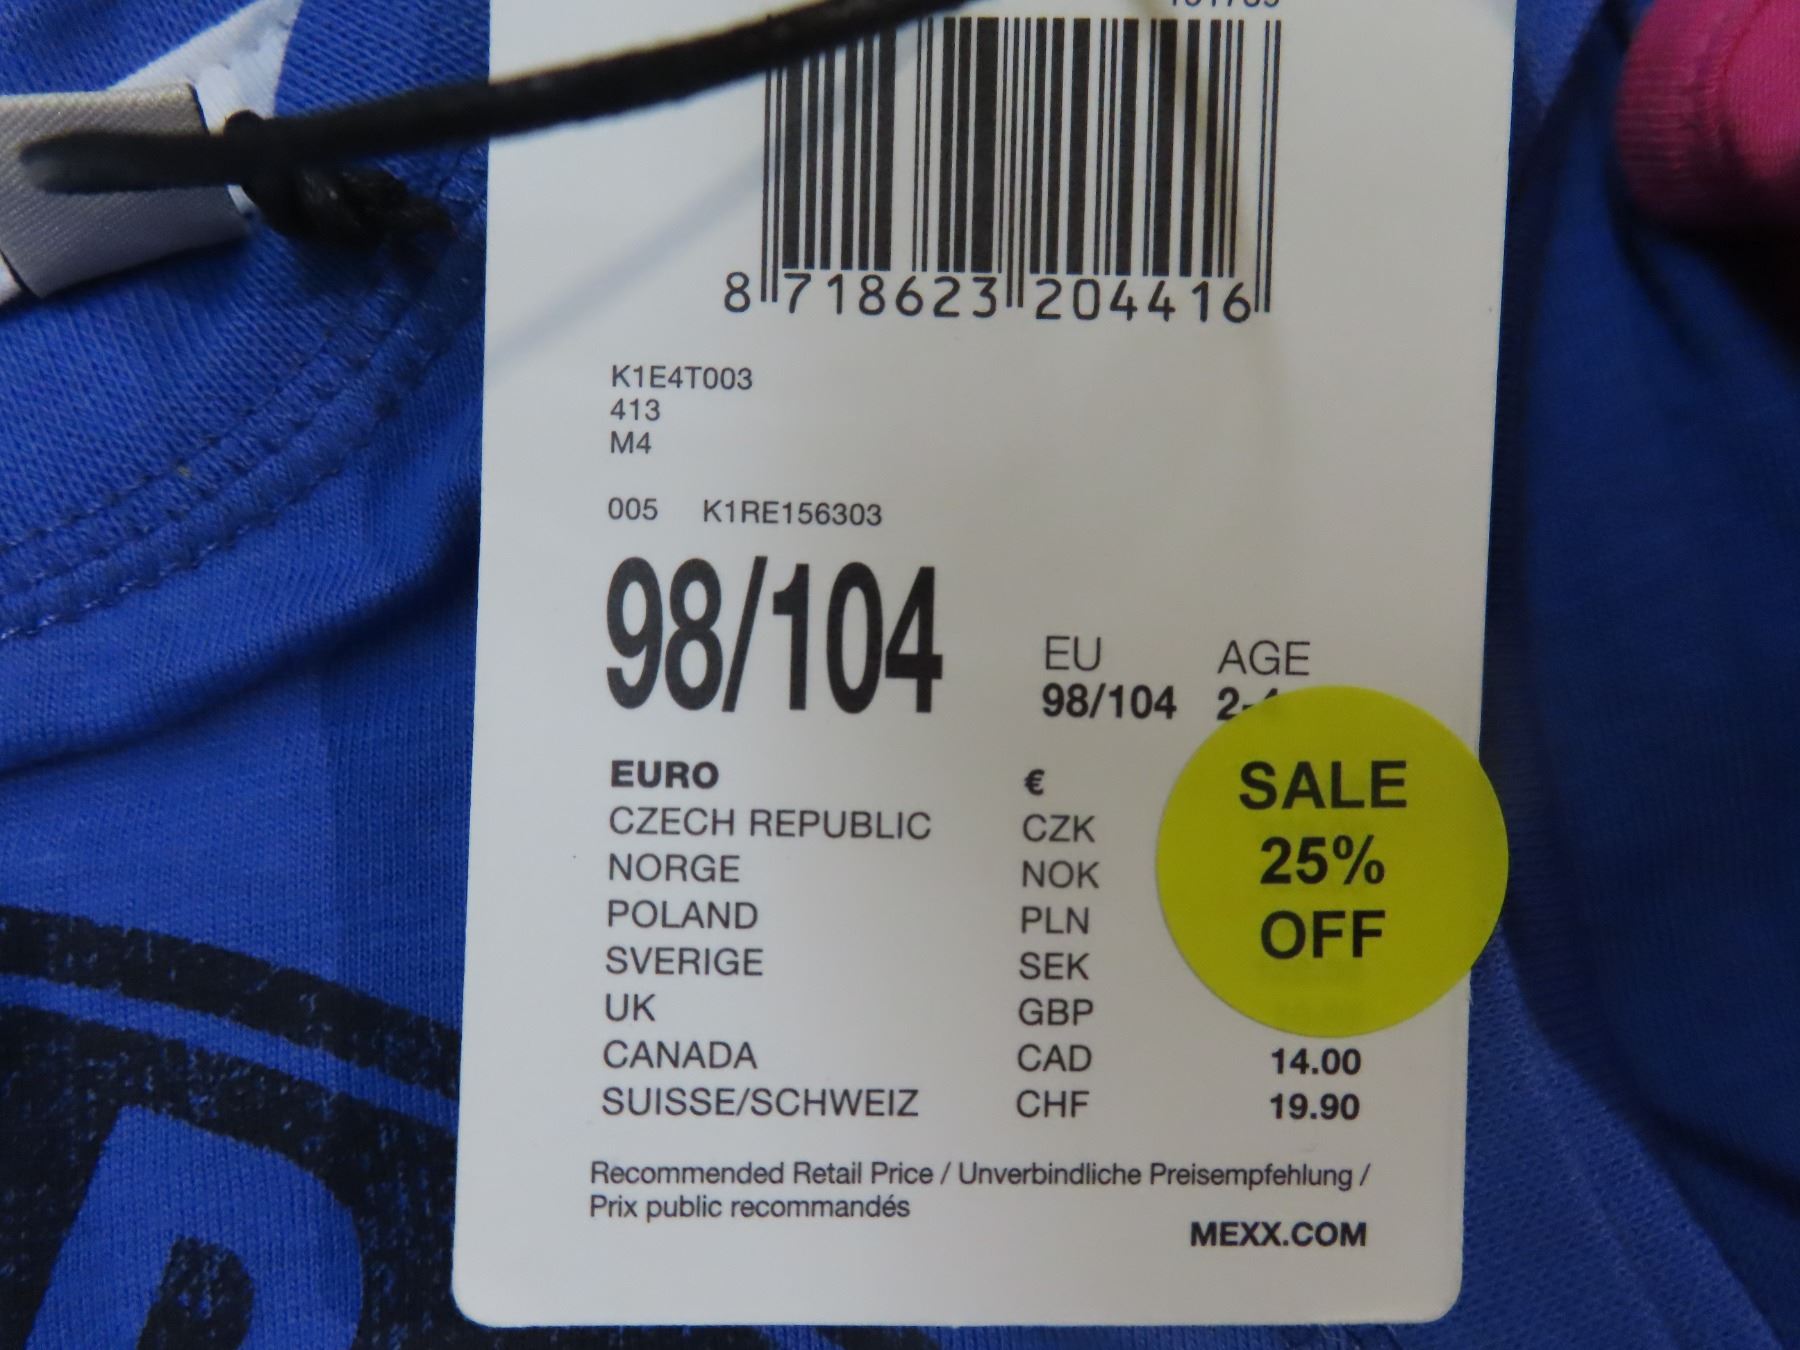 8 718623 204416
K1E4T003
413
M4
005 K1RE156303
98/104
EU AGE
98/104
EURO €
CZECH REPUBLIC CZK
NORGE NOK
POLAND PLN
SVERIGE SEK
UK GBP
CANADA CAD 14.00
SUISSE/SCHWEIZ CHF 19.90
SALE
25%
OFF
Recommended Retail Price / Unverbindliche Preisempfehlung /
Prix public recommandés
MEXX.COM